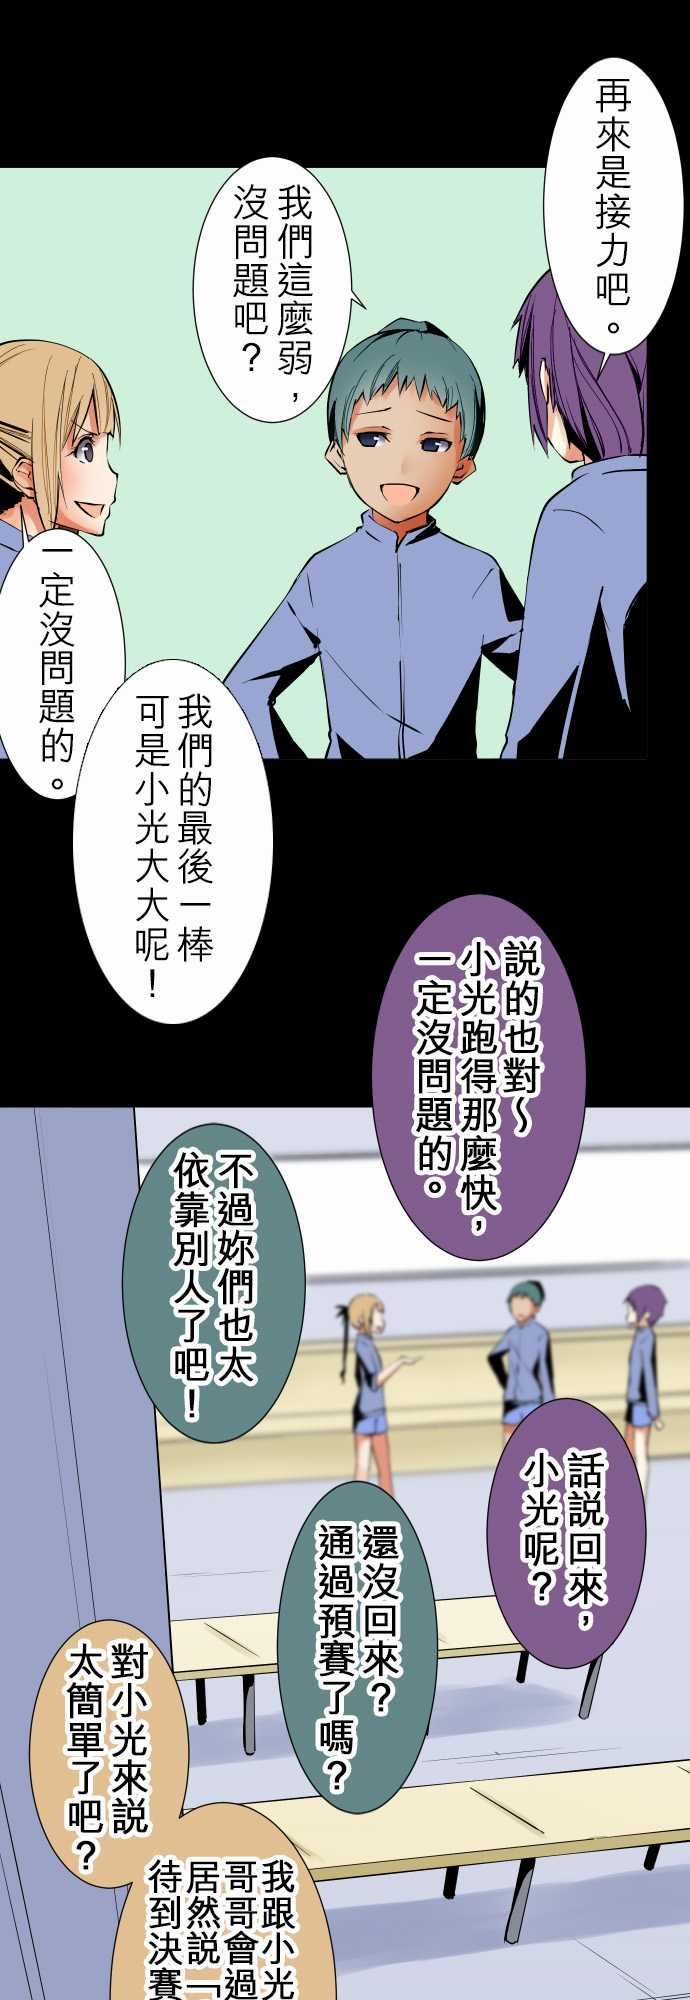 再來是接力吧。
我們這麼弱，
沒問題吧？
一定沒問題的。
我們的最後一棒
可是小光大大呢！
說的也對～
小光跑得那麼快，
一定沒問題的。
不過妳們也太
依靠別人了吧！
話說回來，
小光呢？
還沒回來？
通過預賽了嗎？
對小光來說
太簡單了吧？
我跟小光
哥哥會過
居然說「
待到決賽